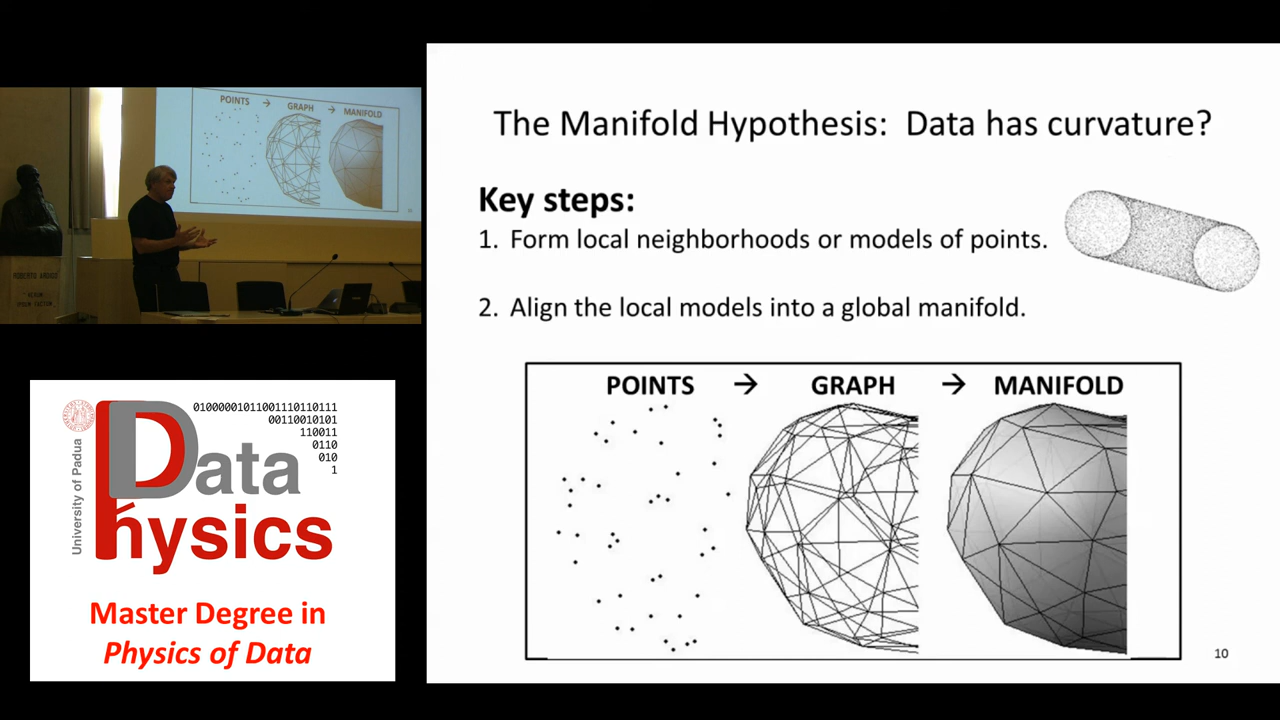 POINTS → GRAPH → MANIFOLD
The Manifold Hypothesis: Data has curvature?
Key steps:
1. Form local neighborhoods or models of points.
2. Align the local models into a global manifold.
POINTS → GRAPH → MANIFOLD
10
University of Padua
01000001011001110110111
00110010101
110011
0110
010
1
Data
Physics
Master Degree in
Physics of Data